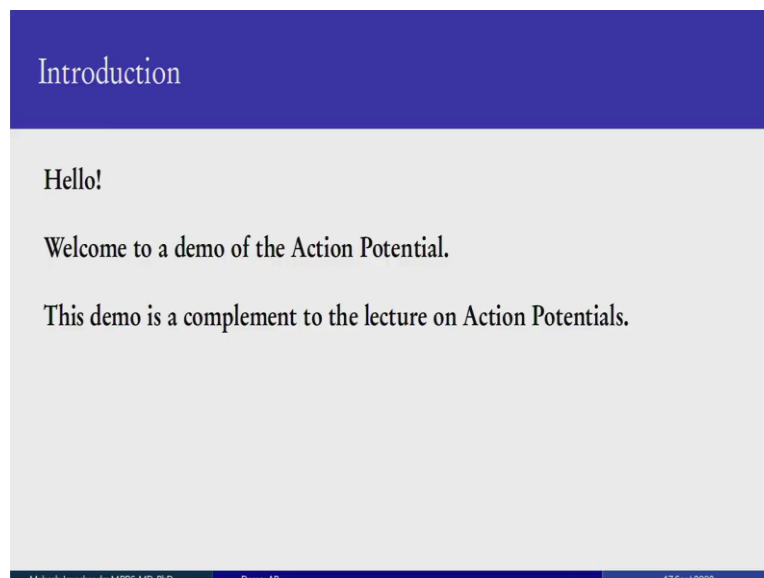 Introduction
Hello!
Welcome to a demo of the Action Potential.
This demo is a complement to the lecture on Action Potentials.